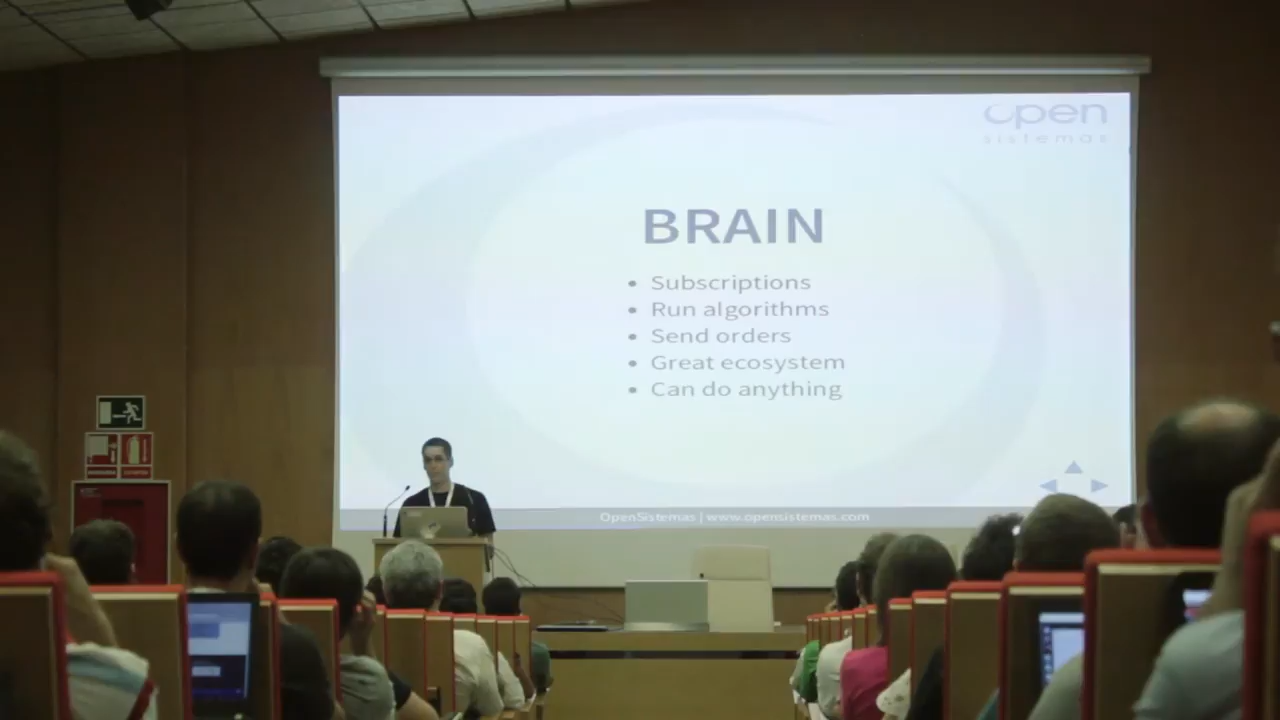 open
sistemas
BRAIN
• Subscriptions
• Run algorithms
• Send orders
• Great ecosystem
• Can do anything
OpenSistemas | www.opensistemas.com